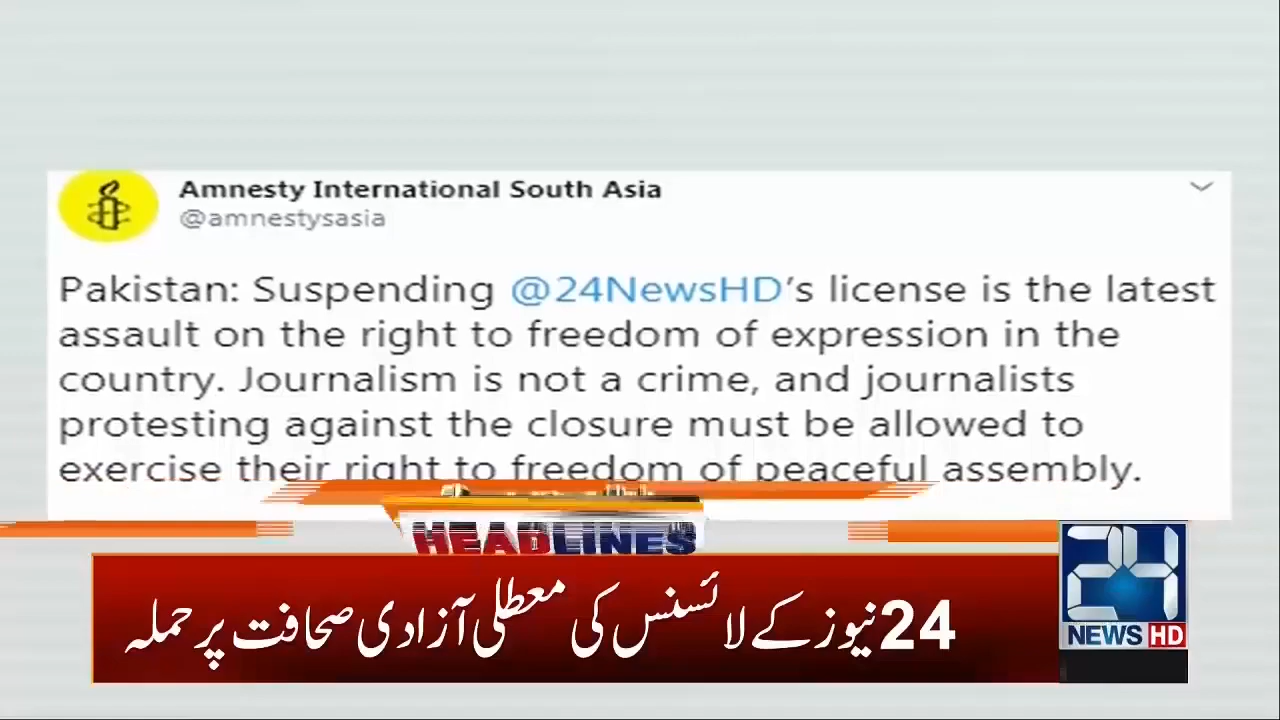 Amnesty International South Asia
@amnestysasia
Pakistan: Suspending @24NewsHD's license is the latest
assault on the right to freedom of expression in the
country. Journalism is not a crime, and journalists
protesting against the closure must be allowed to
exercise their right to freedom of peaceful assembly.
HEADLINES
24 نیوز کے لائسنس کی معطلی آزادی صحافت پر حملہ
24
NEWS HD